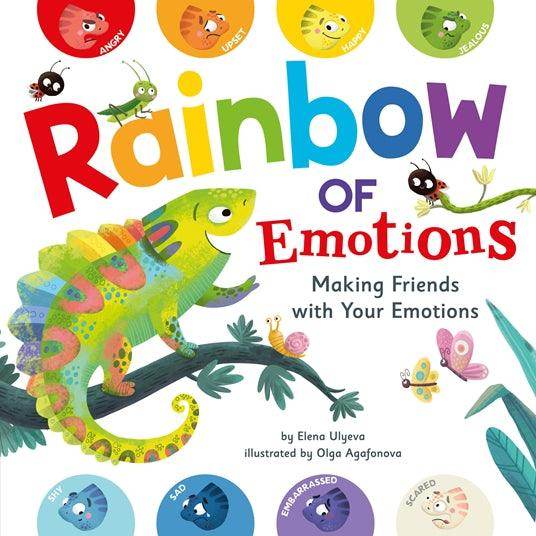 ANGRY
UPSET
HAPPY
JEALOUS
Rainbow
OF
Emotions
Making Friends
with Your Emotions
by Elena Ulyeva
illustrated by Olga Agafonova
SHY
SAD
EMBARRASSED
SCARED